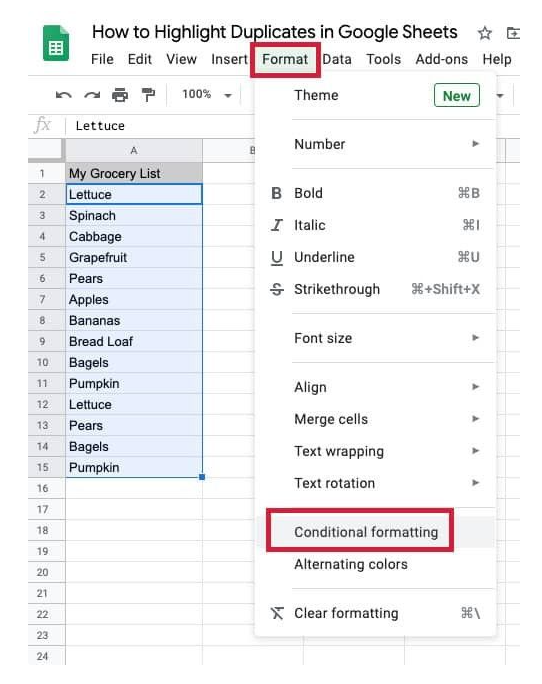 How to Highlight Duplicates in Google Sheets
File Edit View Insert Format Data Tools Add-ons Help
100%
Theme New
fx Lettuce
Number
A B
1 My Grocery List
2 Lettuce
B Bold ⌘B
3 Spinach
I Italic ⌘I
4 Cabbage
5 Grapefruit
U Underline ⌘U
6 Pears
S Strikethrough ⌘+Shift+X
7 Apples
8 Bananas
9 Bread Loaf
Font size
10 Bagels
11 Pumpkin
Align
12 Lettuce
Merge cells
13 Pears
14 Bagels
Text wrapping
15 Pumpkin
Text rotation
16
17
18
Conditional formatting
19
20
Alternating colors
21
22
Clear formatting ⌘\
23
24